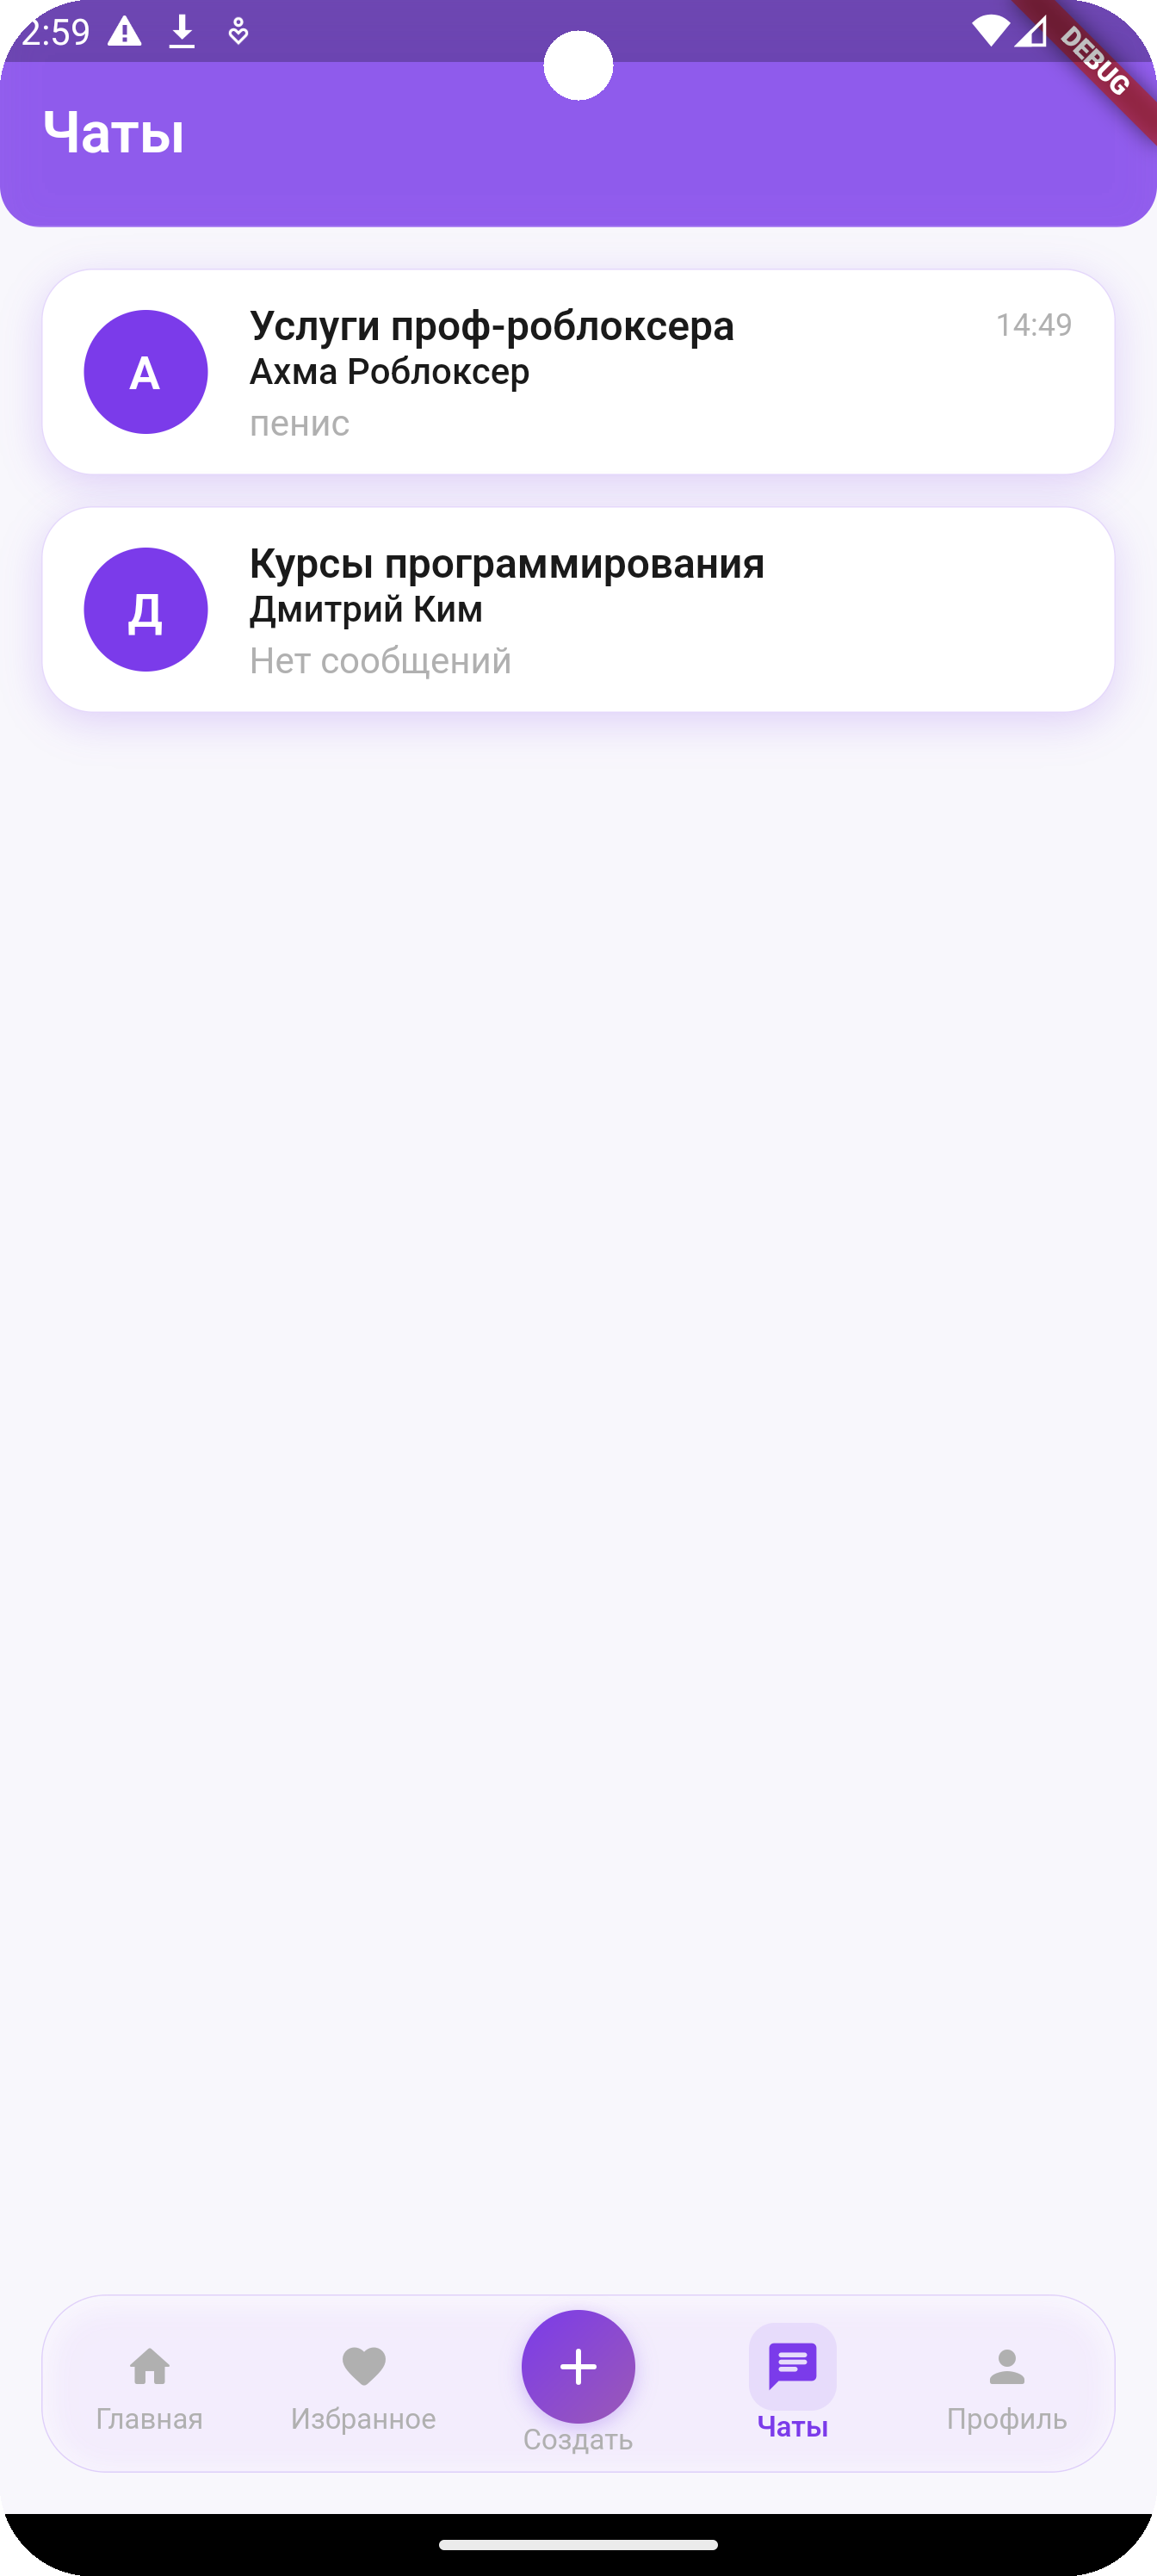 2:59
DEBUG
Чаты
Услуги проф-роблоксера
14:49
А
Ахма Роблоксер
пенис
Курсы программирования
Д
Дмитрий Ким
Нет сообщений
Главная
Избранное
Создать
Чаты
Профиль